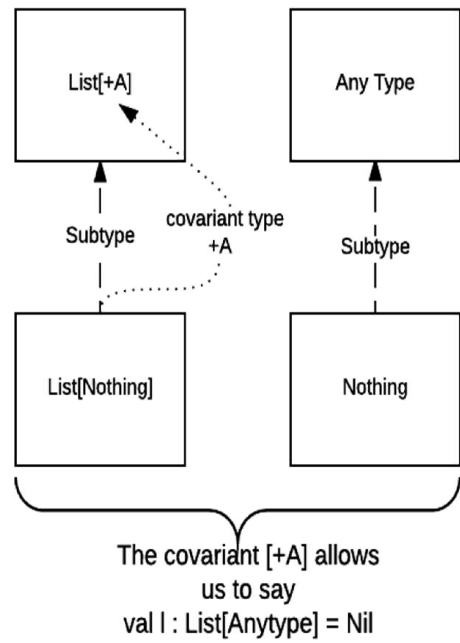 List[+A]
Any Type
Subtype
covariant type
+A
Subtype
List[Nothing]
Nothing
The covariant [+A] allows
us to say
val l : List[Anytype] = Nil